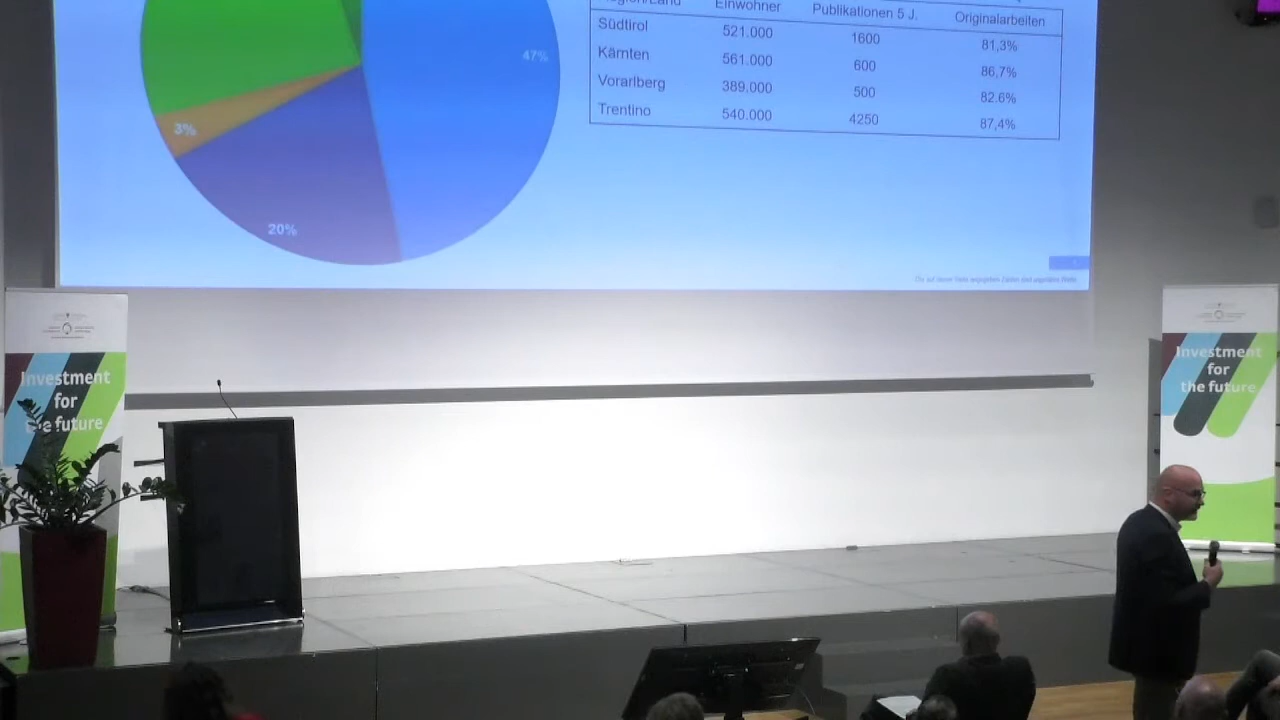 Einwohner Publikationen 5 J. Originalarbeiten
Südtirol 521.000 1600 81,3%
Kärnten 561.000 600 86,7%
Vorarlberg 389.000 500 82.6%
Trentino 540.000 4250 87,4%
47%
3%
20%
Investment
for
the future
Investment
for
the future